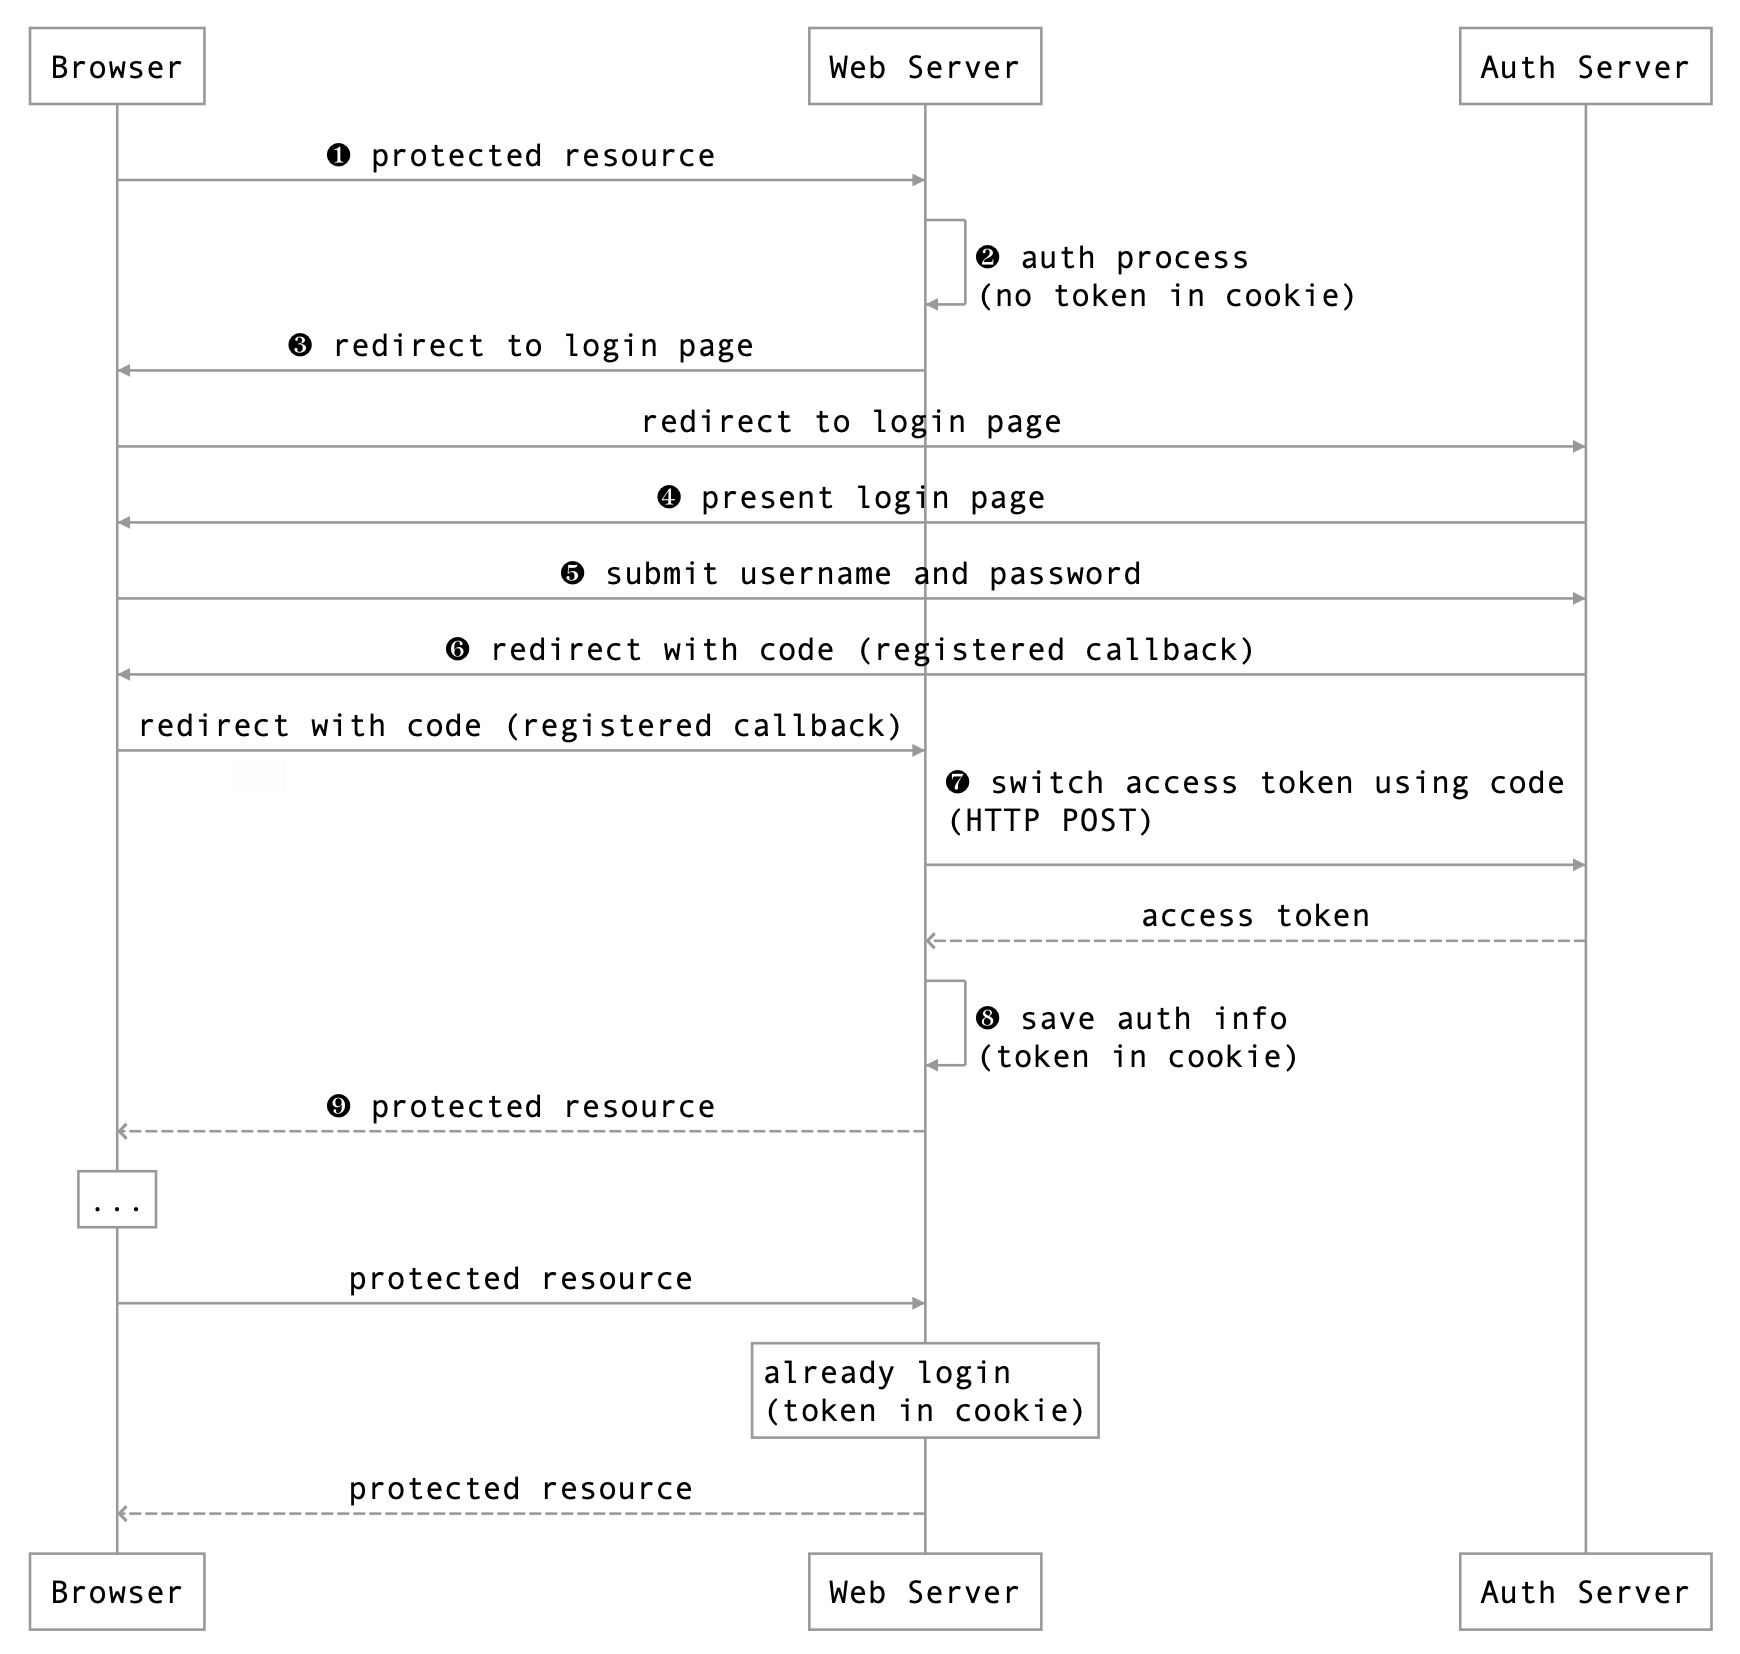 Browser
Web Server
Auth Server
❶ protected resource
❷ auth process
(no token in cookie)
❸ redirect to login page
redirect to login page
❹ present login page
❺ submit username and password
❻ redirect with code (registered callback)
redirect with code (registered callback)
❼ switch access token using code
(HTTP POST)
access token
❽ save auth info
(token in cookie)
❾ protected resource
...
protected resource
already login
(token in cookie)
protected resource
Browser
Web Server
Auth Server